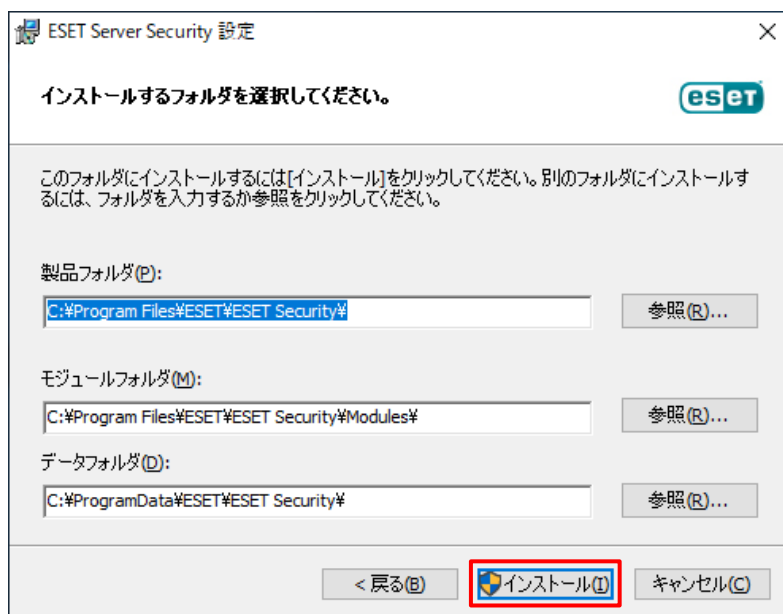 ESET Server Security 設定
インストールするフォルダを選択してください。
eseT
このフォルダにインストールするには[インストール]をクリックしてください。別のフォルダにインストールす
るには、フォルダを入力するか参照をクリックしてください。
製品フォルダ(P):
C:¥Program Files¥ESET¥ESET Security¥
参照(R)...
モジュールフォルダ(M):
C:¥Program Files¥ESET¥ESET Security¥Modules¥
参照(R)...
データフォルダ(D):
C:¥ProgramData¥ESET¥ESET Security¥
参照(R)...
< 戻る(B)
インストール(I)
キャンセル(C)